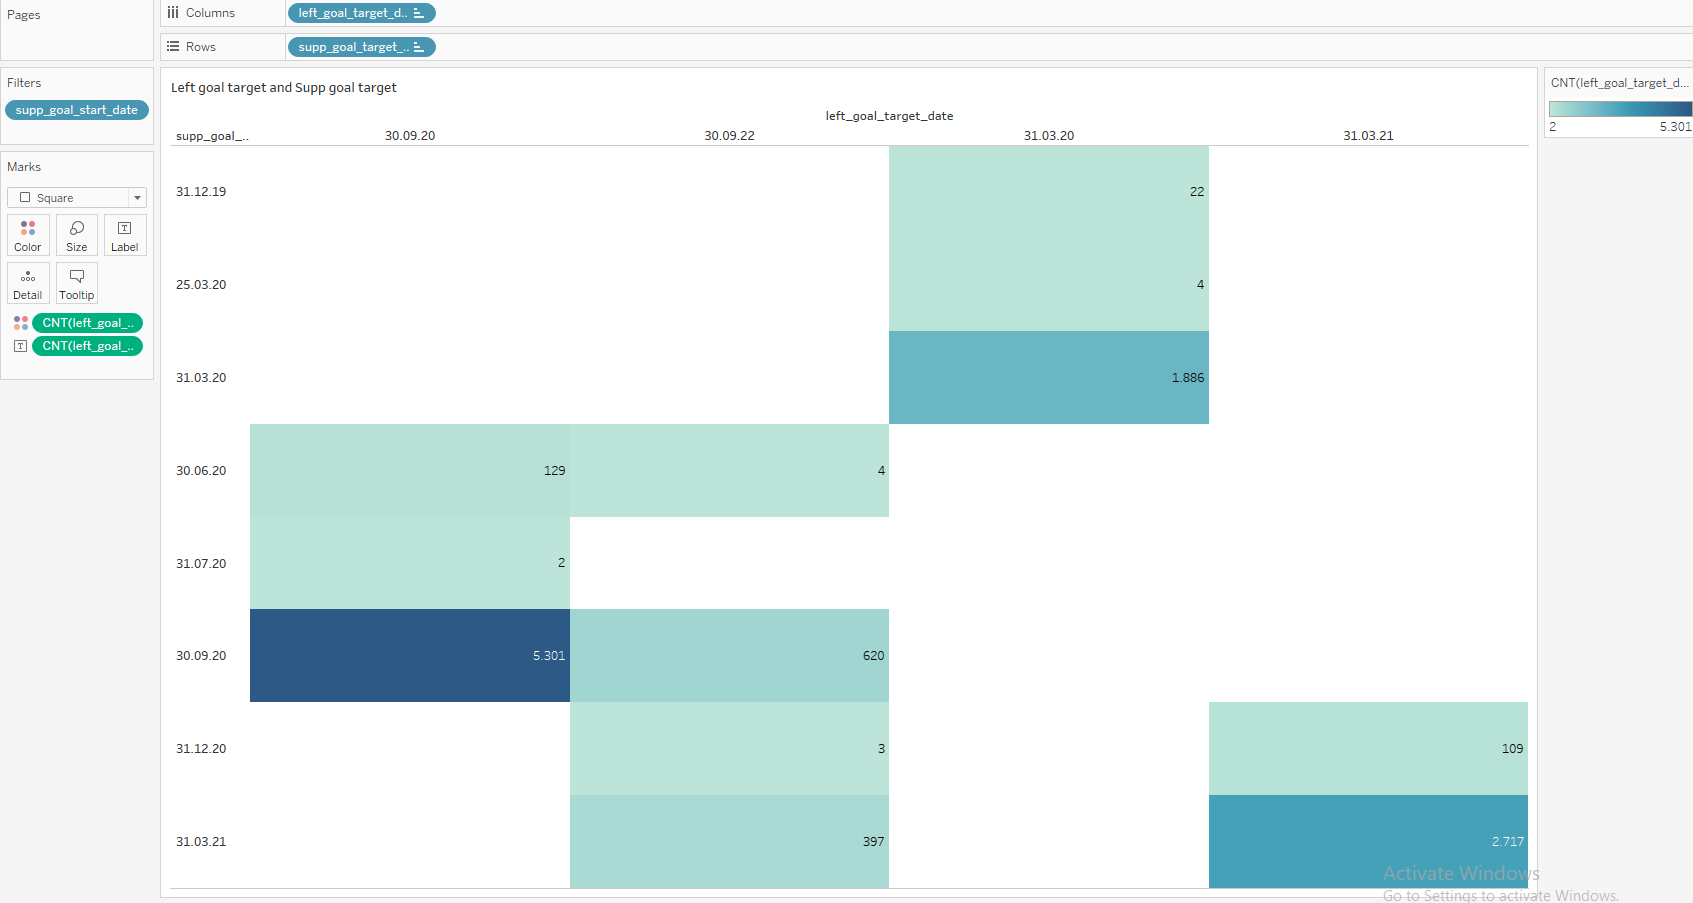 Pages
Columns
left_goal_target_d..
Rows
supp_goal_target_..
Filters
supp_goal_start_date
Marks
Square
Color
Size
Label
Detail
Tooltip
CNT(left_goal_..
CNT(left_goal_..
Left goal target and Supp goal target
left_goal_target_date
supp_goal_.. 30.09.20 30.09.22 31.03.20 31.03.21
31.12.19 22
25.03.20 4
31.03.20 1.886
30.06.20 129 4
31.07.20 2
30.09.20 5.301 620
31.12.20 3 109
31.03.21 397 2.717
CNT(left_goal_target_d...
2 5.301
Activate Windows
Go to Settings to activate Windows.